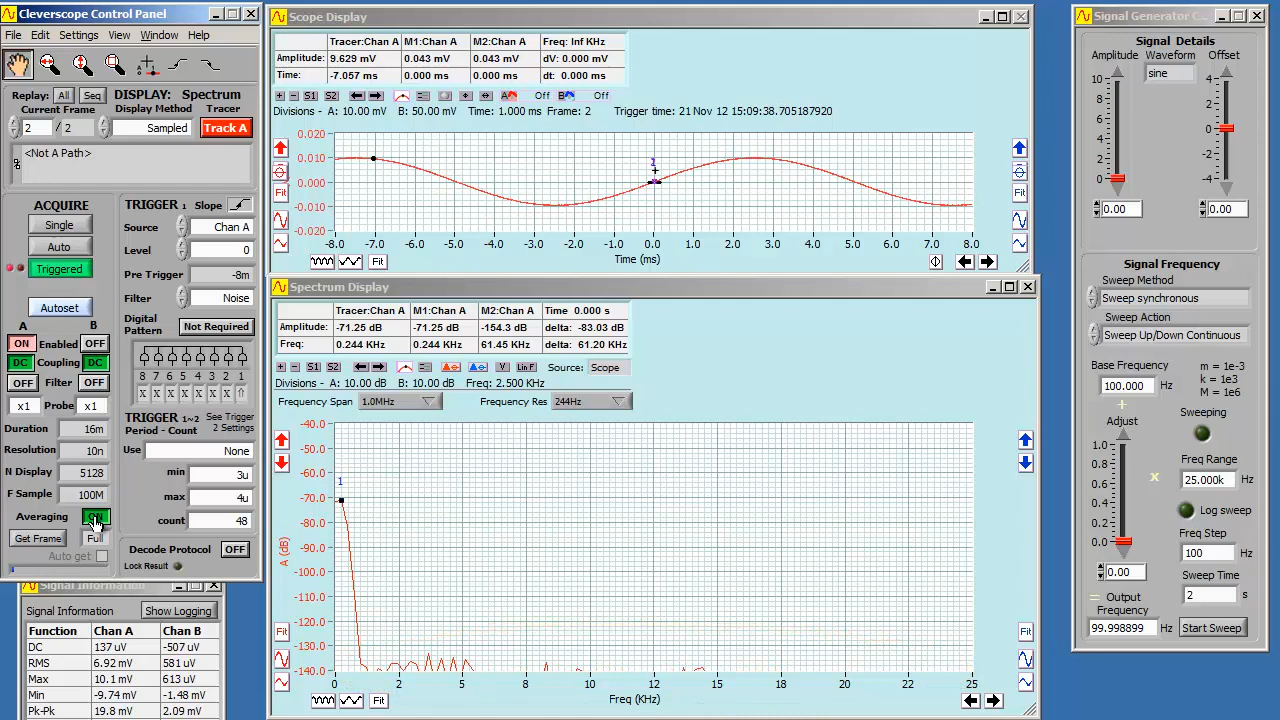 Cleverscope Control Panel
File Edit Settings View Window Help
Replay: All Seq DISPLAY: Spectrum
Current Frame Display Method Tracer
2 / 2 Sampled Track A
<Not A Path>
ACQUIRE
Single
Auto
Triggered
Autoset
A B
ON Enabled OFF
DC Coupling DC
OFF Filter OFF
x1 Probe x1
Duration 16m
Resolution 10n
N Display 5128
F Sample 100M
Averaging ON
Get Frame Full
Auto get
TRIGGER 1 Slope
Source Chan A
Level 0
Pre Trigger -8m
Filter Noise
Digital Pattern Not Required
8 7 6 5 4 3 2 1
X X X X X X X
TRIGGER 1~2 See Trigger
Period - Count 2 Settings
Use None
min 3u
max 4u
count 48
Decode Protocol OFF
Lock Result
Signal Information
Signal Information Show Logging
Function Chan A Chan B
DC 137 uV -507 uV
RMS 6.92 mV 581 uV
Max 10.1 mV 613 uV
Min -9.74 mV -1.48 mV
Pk-Pk 19.8 mV 2.09 mV
Scope Display
Tracer:Chan A M1:Chan A M2:Chan A Freq: Inf KHz
Amplitude: 9.629 mV 0.043 mV 0.043 mV dV: 0.000 mV
Time: -7.057 ms 0.000 ms 0.000 ms dt: 0.000 ms
S1 S2 A Off B Off
Divisions - A: 10.00 mV B: 50.00 mV Time: 1.000 ms Frame: 2 Trigger time: 21 Nov 12 15:09:38.705187920
0.020
0.010
0.000
-0.010
-0.020
Fit
1
Fit
-8.0 -7.0 -6.0 -5.0 -4.0 -3.0 -2.0 -1.0 0.0 1.0 2.0 3.0 4.0 5.0 6.0 7.0 8.0
Time (ms)
Fit
Spectrum Display
Tracer:Chan A M1:Chan A M2:Chan A Time 0.000 s
Amplitude: -71.25 dB -71.25 dB -154.3 dB delta: -83.03 dB
Freq: 0.244 KHz 0.244 KHz 61.45 KHz delta: 61.20 KHz
S1 S2 V Lin F Source: Scope
Divisions - A: 10.00 dB B: 10.00 dB Freq: 2.500 KHz
Frequency Span 1.0MHz Frequency Res 244Hz
-40.0
-50.0
-60.0
-70.0
-80.0
-90.0
-100.0
-110.0
-120.0
-130.0
-140.0
A (dB)
1
Fit
Fit
0 2 5 7 10 12 15 17 20 22 25
Freq (KHz)
Fit
Signal Generator C
Signal Details
Amplitude Waveform Offset
sine
10
8
6
4
2
0
4
2
0
-2
-4
0.00 0.00
Signal Frequency
Sweep Method
Sweep synchronous
Sweep Action
Sweep Up/Down Continuous
Base Frequency
100.000 Hz
m = 1e-3
k = 1e3
M = 1e6
+
Adjust
1.0
0.8
0.6
0.4
0.2
0.0
0.00
x
Sweeping
Freq Range
25.000k Hz
Log sweep
Freq Step
100 Hz
Sweep Time
2 s
= Output
Frequency
99.998899 Hz Start Sweep